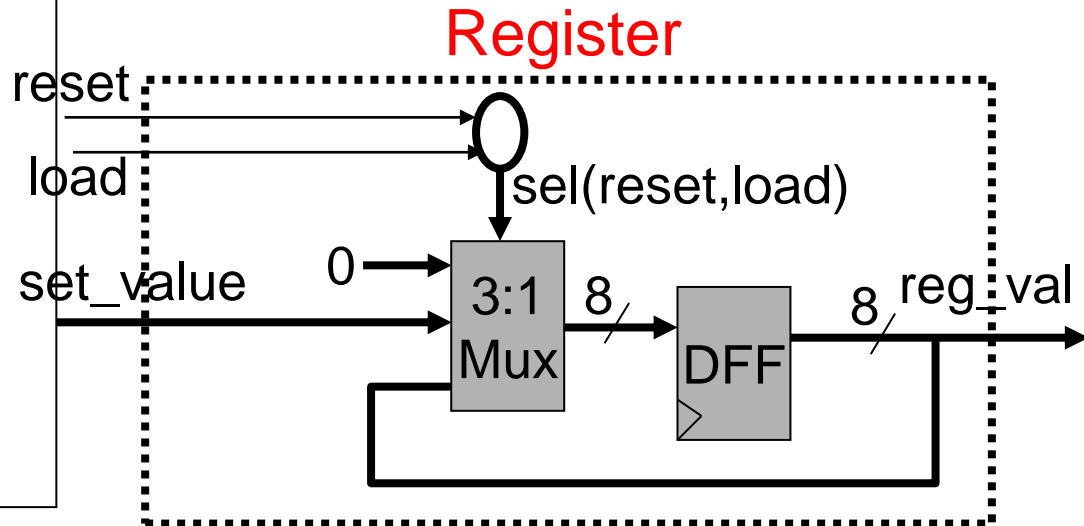 Register
reset
load
sel(reset,load)
0
set_value
3:1
Mux
8
DFF
8
reg_val